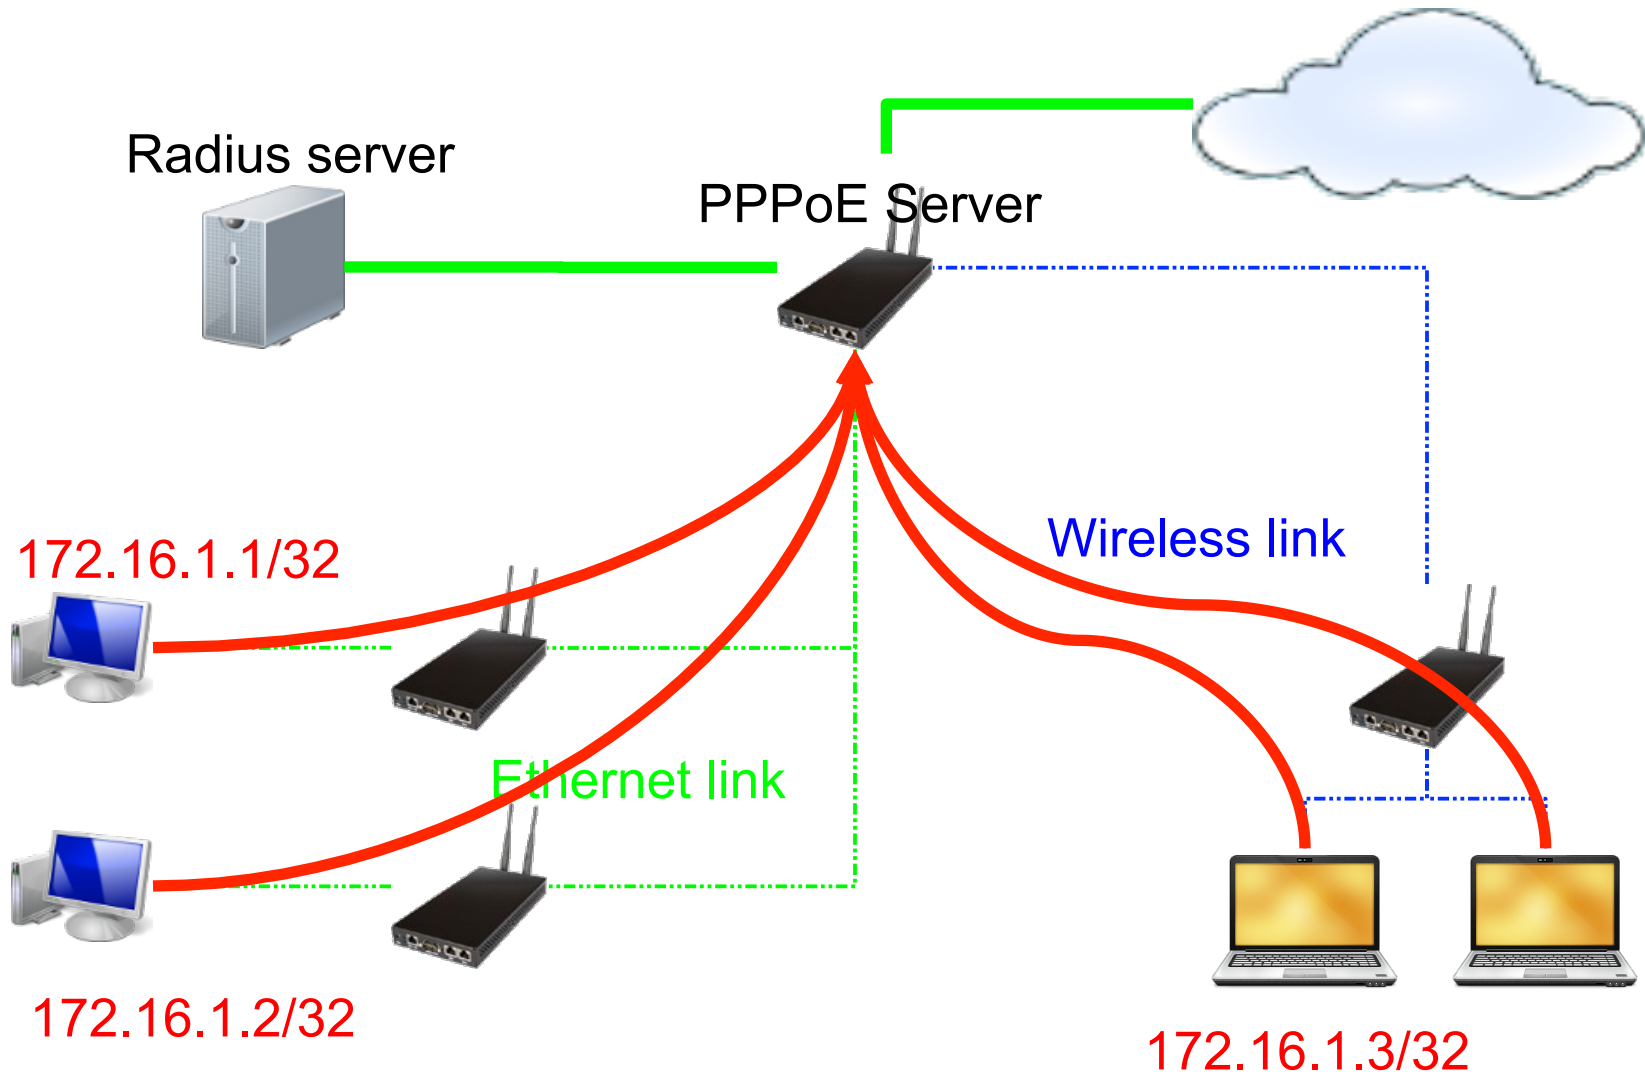 Radius server
PPPoE Server
Wireless link
172.16.1.1/32
Ethernet link
172.16.1.2/32
172.16.1.3/32